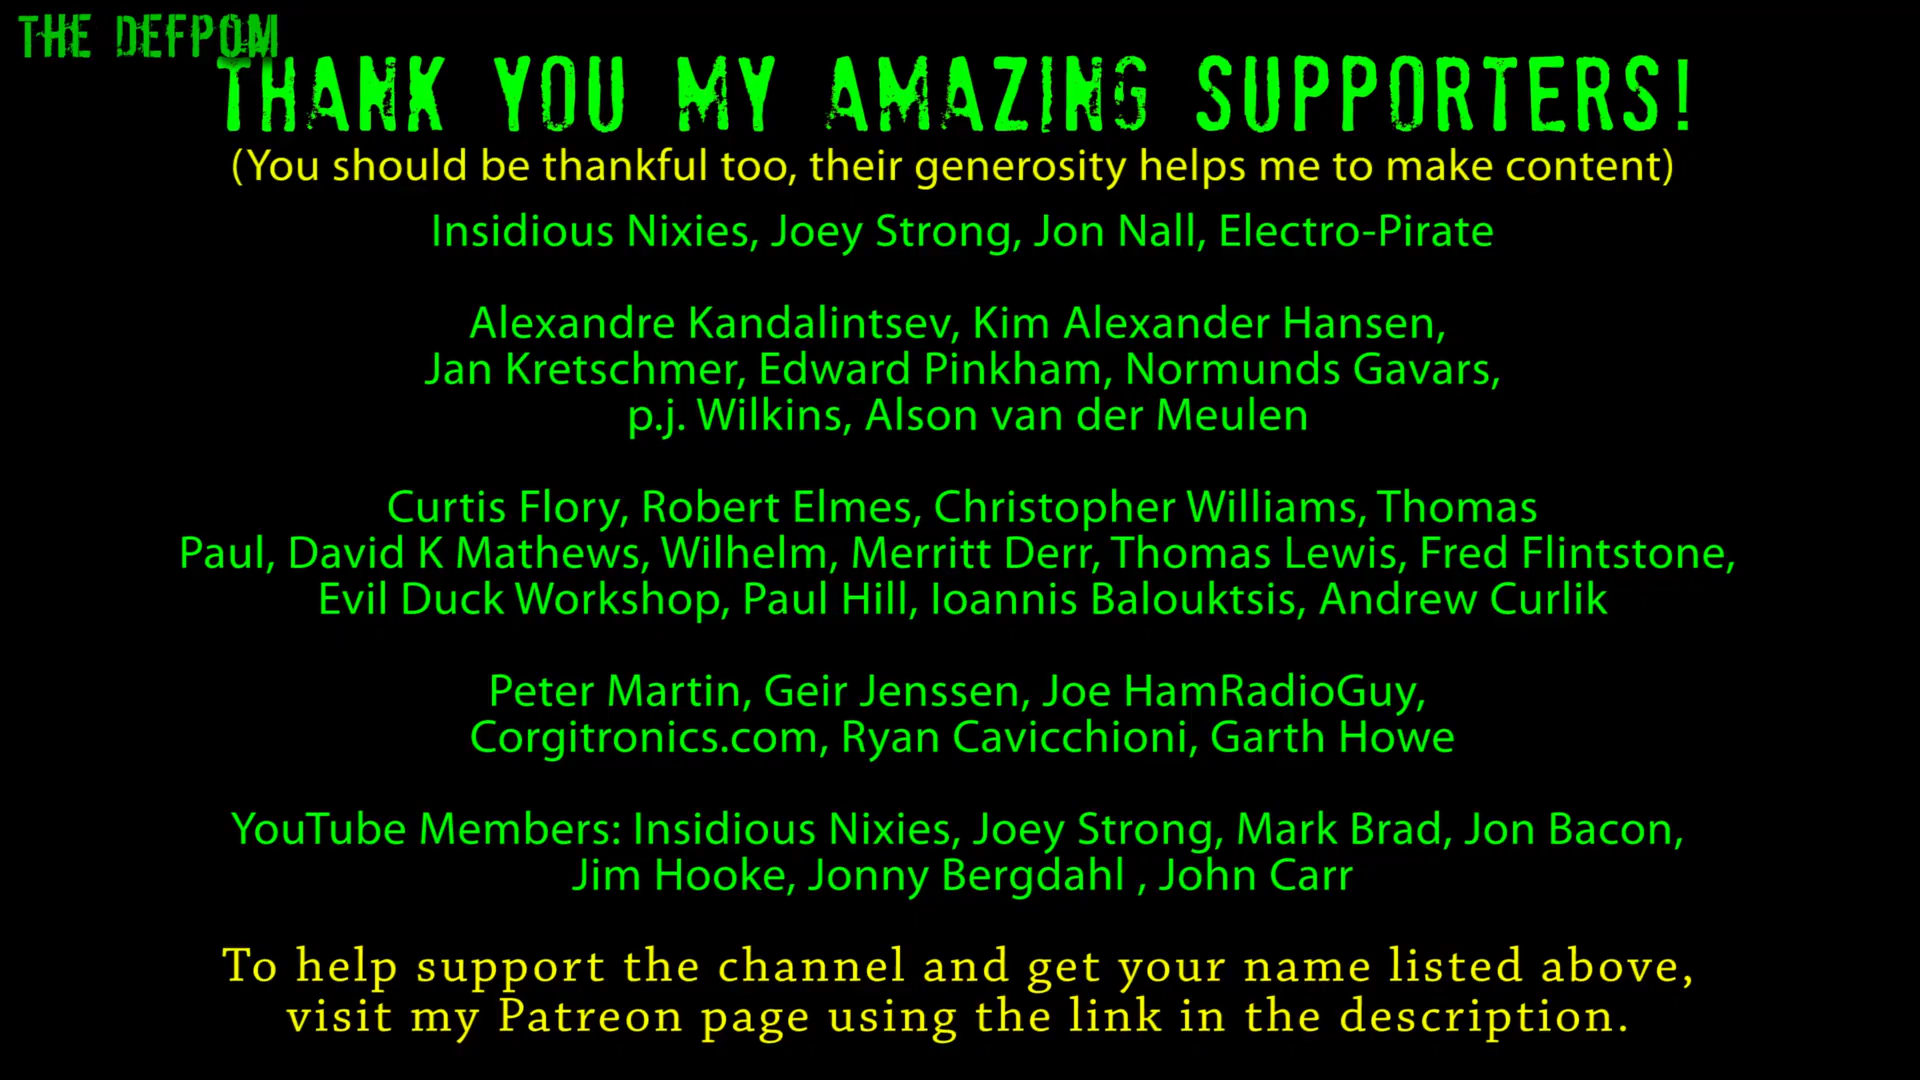 THE DEFPOM
THANK YOU MY AMAZING SUPPORTERS!
(You should be thankful too, their generosity helps me to make content)
Insidious Nixies, Joey Strong, Jon Nall, Electro-Pirate
Alexandre Kandalintsev, Kim Alexander Hansen,
Jan Kretschmer, Edward Pinkham, Normunds Gavars,
p.j. Wilkins, Alson van der Meulen
Curtis Flory, Robert Elmes, Christopher Williams, Thomas
Paul, David K Mathews, Wilhelm, Merritt Derr, Thomas Lewis, Fred Flintstone,
Evil Duck Workshop, Paul Hill, Ioannis Balouktsis, Andrew Curlik
Peter Martin, Geir Jenssen, Joe HamRadioGuy,
Corgitronics.com, Ryan Cavicchioni, Garth Howe
YouTube Members: Insidious Nixies, Joey Strong, Mark Brad, Jon Bacon,
Jim Hooke, Jonny Bergdahl , John Carr
To help support the channel and get your name listed above,
visit my Patreon page using the link in the description.